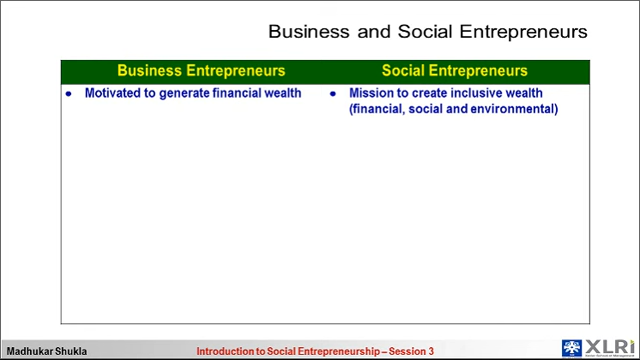 Business and Social Entrepreneurs
Business Entrepreneurs
Social Entrepreneurs
● Motivated to generate financial wealth
● Mission to create inclusive wealth
(financial, social and environmental)
Madhukar Shukla
Introduction to Social Entrepreneurship – Session 3
XLRI